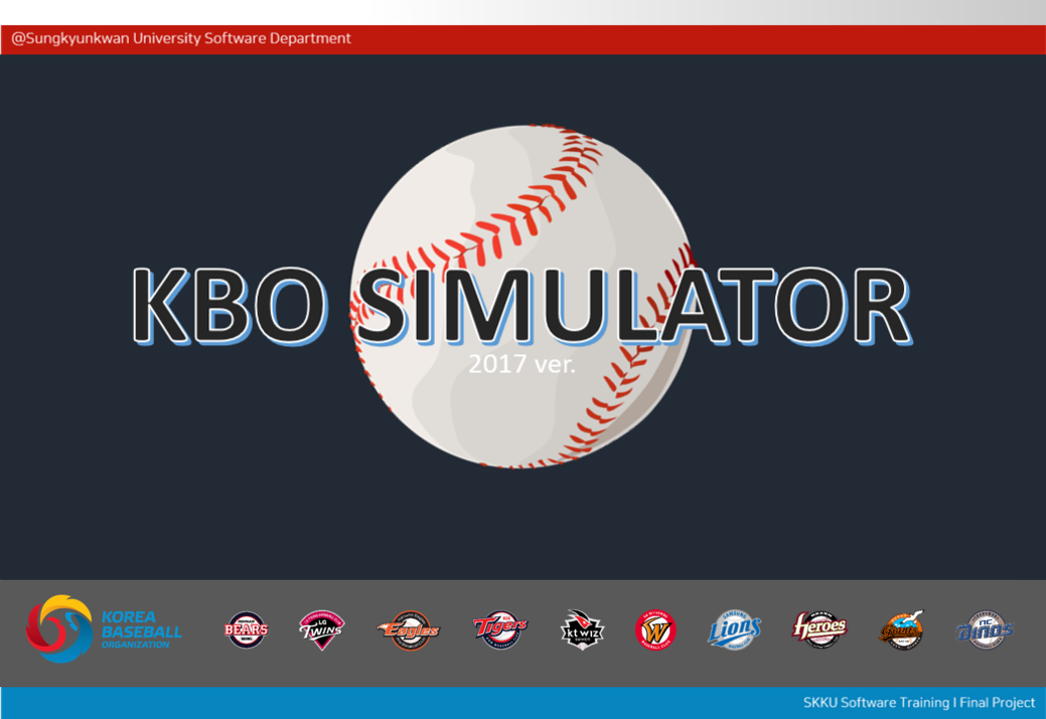 @Sungkyunkwan University Software Department
KBO SIMULATOR
2017 ver.
KOREA
BASEBALL
ORGANIZATION
BEARS
LG
TWINS
Eagles
Tigers
kt wiz
W
Lions
Heroes
Giants
NC
Dinos
SKKU Software Training I Final Project